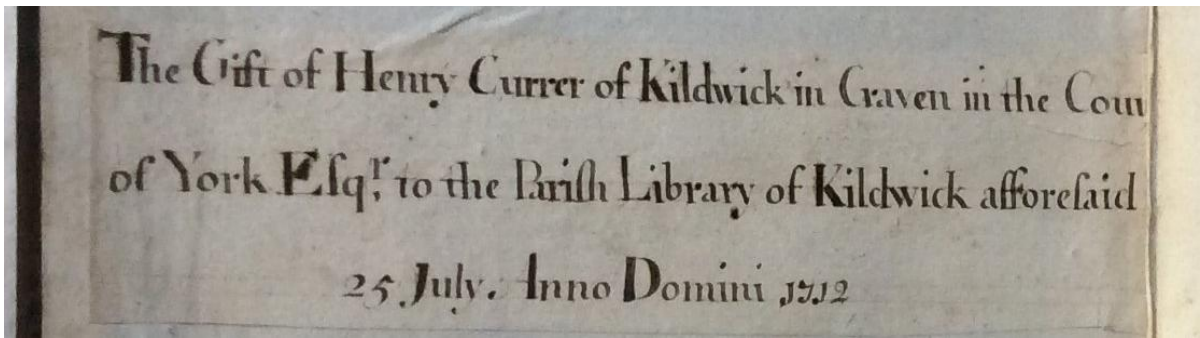 The Gift of Henry Currer of Kildwick in Craven in the Coun
of York Eſqr. to the Pariſh Library of Kildwick afforeſaid
25 July. Anno Domini 1712